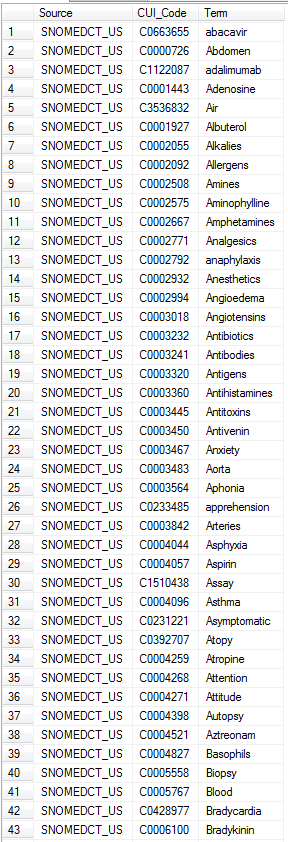 Source CUI_Code Term
1 SNOMEDCT_US C0663655 abacavir
2 SNOMEDCT_US C0000726 Abdomen
3 SNOMEDCT_US C1122087 adalimumab
4 SNOMEDCT_US C0001443 Adenosine
5 SNOMEDCT_US C3536832 Air
6 SNOMEDCT_US C0001927 Albuterol
7 SNOMEDCT_US C0002055 Alkalies
8 SNOMEDCT_US C0002092 Allergens
9 SNOMEDCT_US C0002508 Amines
10 SNOMEDCT_US C0002575 Aminophylline
11 SNOMEDCT_US C0002667 Amphetamines
12 SNOMEDCT_US C0002771 Analgesics
13 SNOMEDCT_US C0002792 anaphylaxis
14 SNOMEDCT_US C0002932 Anesthetics
15 SNOMEDCT_US C0002994 Angioedema
16 SNOMEDCT_US C0003018 Angiotensins
17 SNOMEDCT_US C0003232 Antibiotics
18 SNOMEDCT_US C0003241 Antibodies
19 SNOMEDCT_US C0003320 Antigens
20 SNOMEDCT_US C0003360 Antihistamines
21 SNOMEDCT_US C0003445 Antitoxins
22 SNOMEDCT_US C0003450 Antivenin
23 SNOMEDCT_US C0003467 Anxiety
24 SNOMEDCT_US C0003483 Aorta
25 SNOMEDCT_US C0003564 Aphonia
26 SNOMEDCT_US C0233485 apprehension
27 SNOMEDCT_US C0003842 Arteries
28 SNOMEDCT_US C0004044 Asphyxia
29 SNOMEDCT_US C0004057 Aspirin
30 SNOMEDCT_US C1510438 Assay
31 SNOMEDCT_US C0004096 Asthma
32 SNOMEDCT_US C0231221 Asymptomatic
33 SNOMEDCT_US C0392707 Atopy
34 SNOMEDCT_US C0004259 Atropine
35 SNOMEDCT_US C0004268 Attention
36 SNOMEDCT_US C0004271 Attitude
37 SNOMEDCT_US C0004398 Autopsy
38 SNOMEDCT_US C0004521 Aztreonam
39 SNOMEDCT_US C0004827 Basophils
40 SNOMEDCT_US C0005558 Biopsy
41 SNOMEDCT_US C0005767 Blood
42 SNOMEDCT_US C0428977 Bradycardia
43 SNOMEDCT_US C0006100 Bradykinin